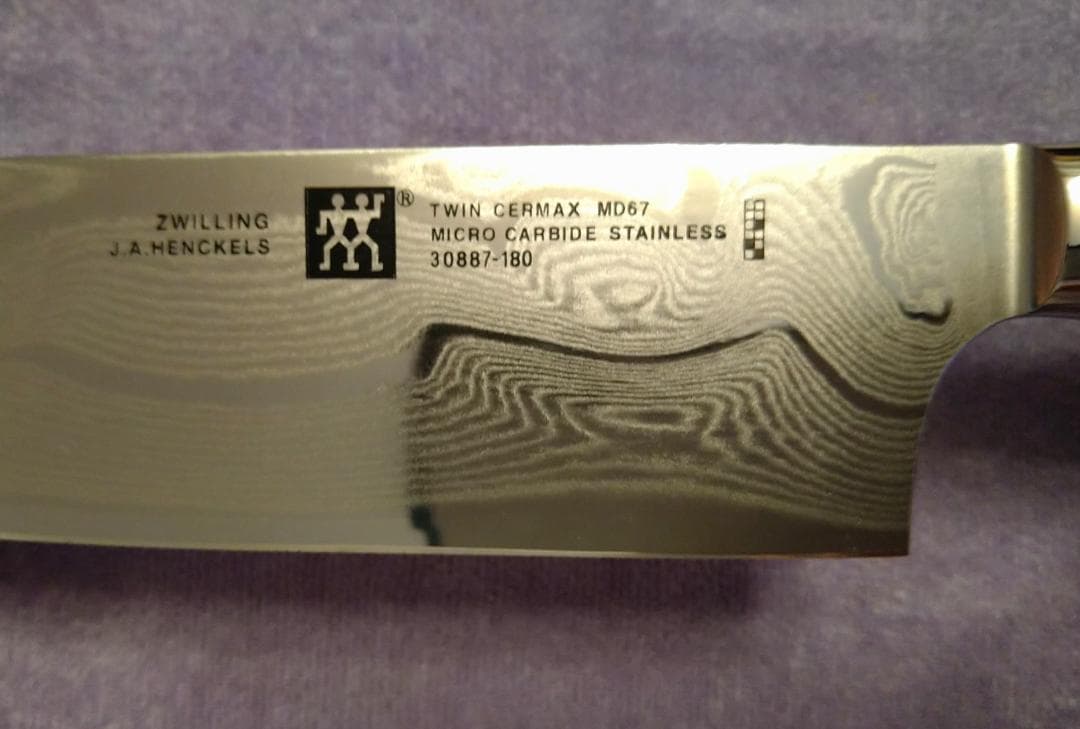 ZWILLING
J.A.HENCKELS
®
TWIN CERMAX MD67
MICRO CARBIDE STAINLESS
30887-180